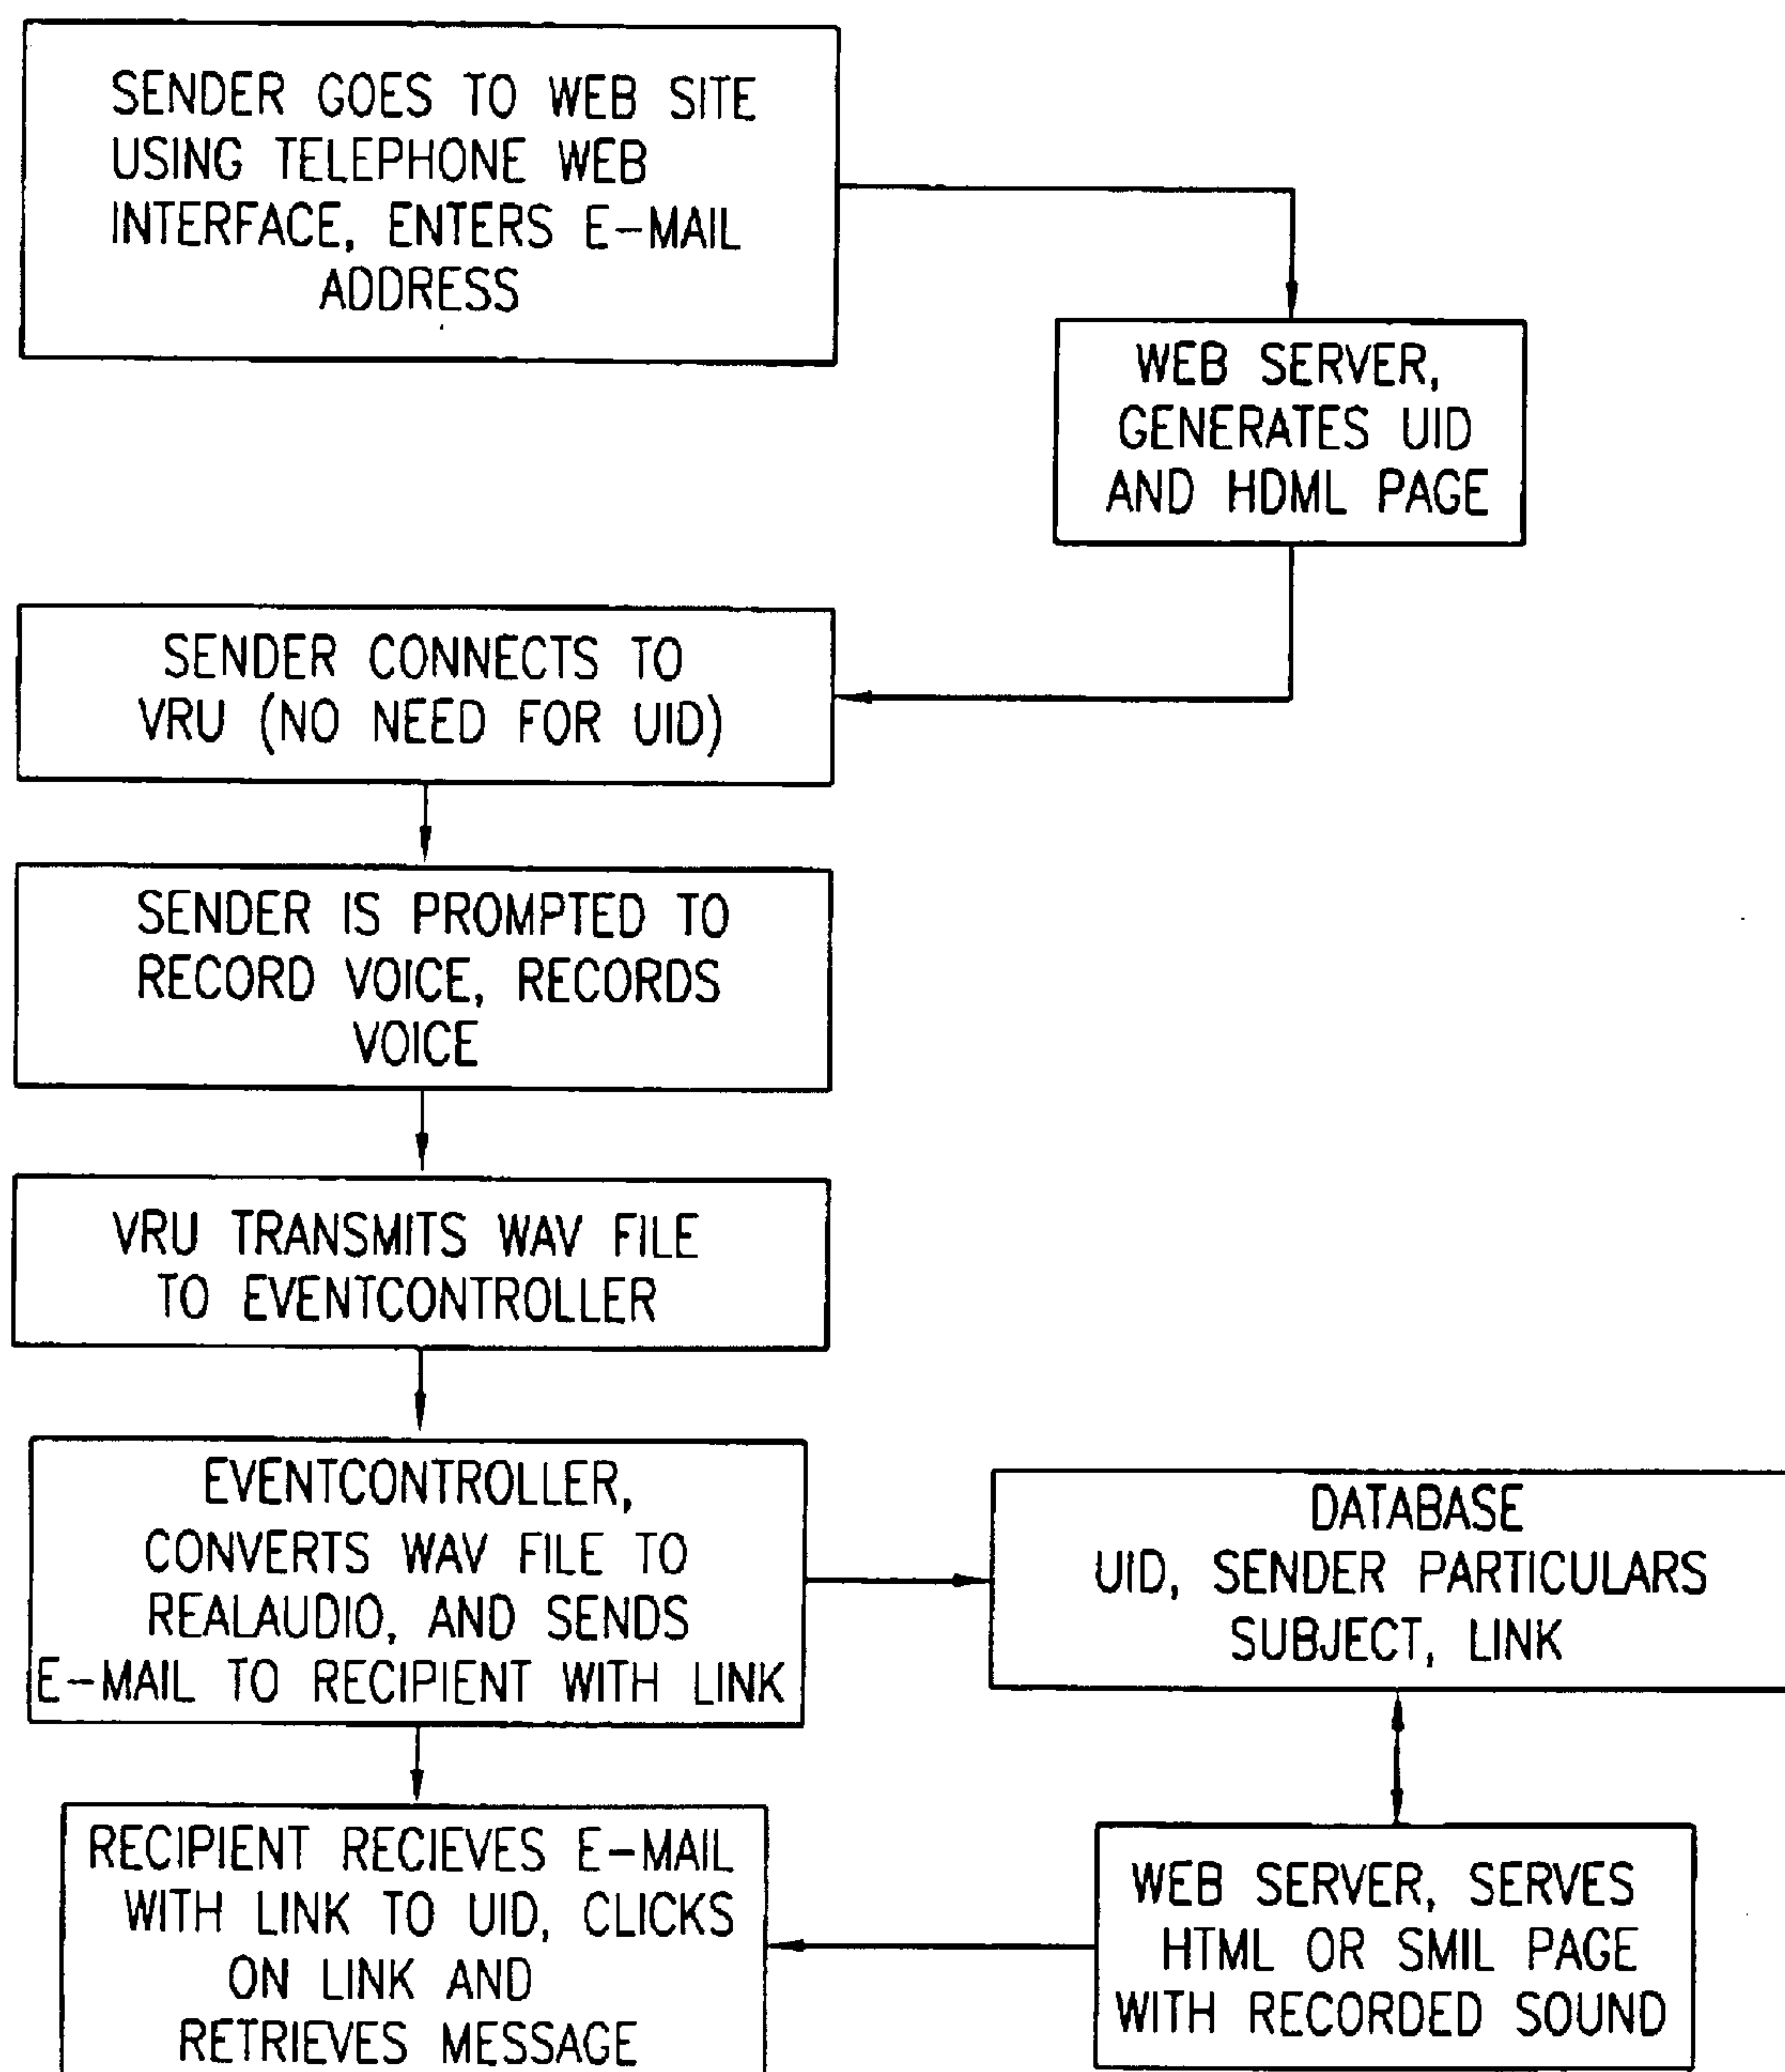 SENDER GOES TO WEB SITE
USING TELEPHONE WEB
INTERFACE, ENTERS E-MAIL
ADDRESS
WEB SERVER,
GENERATES UID
AND HDML PAGE
SENDER CONNECTS TO
VRU (NO NEED FOR UID)
SENDER IS PROMPTED TO
RECORD VOICE, RECORDS
VOICE
VRU TRANSMITS WAV FILE
TO EVENTCONTROLLER
EVENTCONTROLLER,
CONVERTS WAV FILE TO
REALAUDIO, AND SENDS
E-MAIL TO RECIPIENT WITH LINK
DATABASE
UID, SENDER PARTICULARS
SUBJECT, LINK
RECIPIENT RECIEVES E-MAIL
WITH LINK TO UID, CLICKS
ON LINK AND
RETRIEVES MESSAGE
WEB SERVER, SERVES
HTML OR SMIL PAGE
WITH RECORDED SOUND